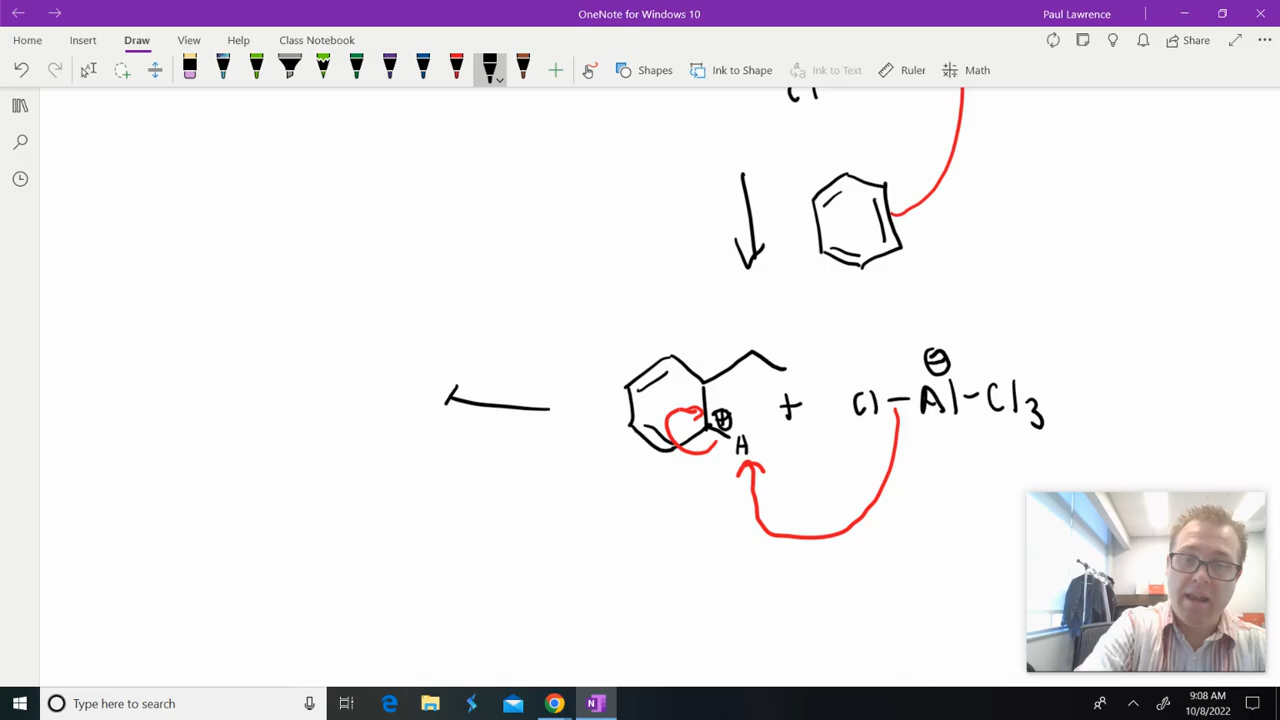 OneNote for Windows 10
Paul Lawrence
Home Insert Draw View Help Class Notebook
Share
Shapes Ink to Shape Ink to Text Ruler Math
Cl
⊖
⊕
H
+ Cl–Al–Cl3
Type here to search
9:08 AM
10/8/2022